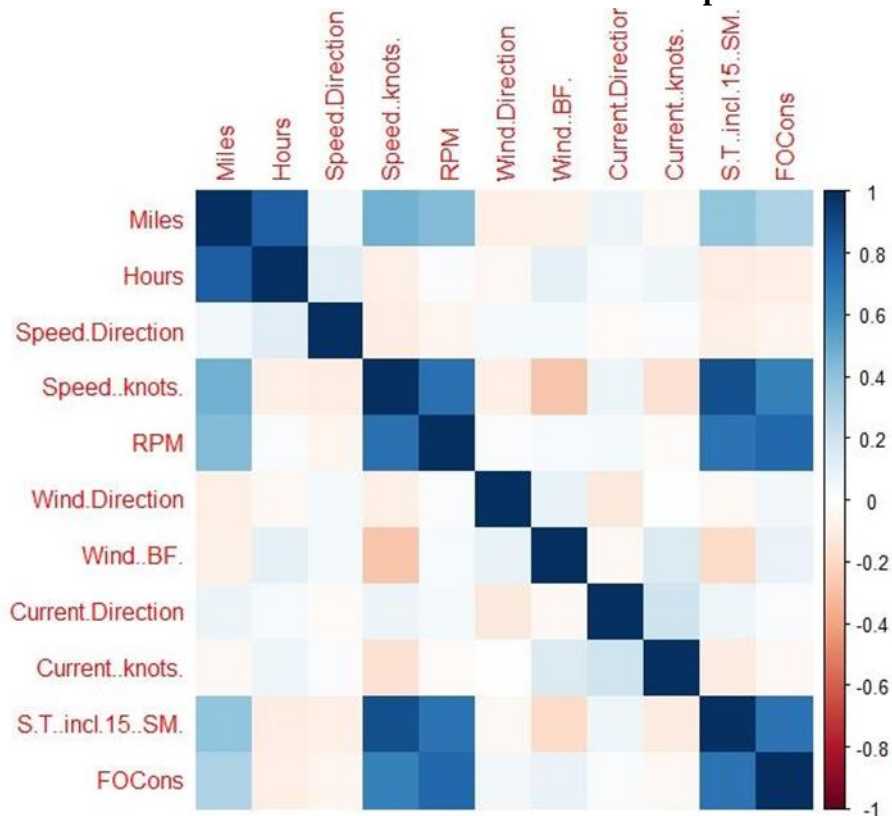 Miles
Hours
Speed.Direction
Speed..knots.
RPM
Wind.Direction
Wind..BF.
Current.Direction
Current..knots.
S.T..incl.15..SM.
FOCons
Miles
Hours
Speed.Direction
Speed..knots.
RPM
Wind.Direction
Wind..BF.
Current.Direction
Current..knots.
S.T..incl.15..SM.
FOCons
1
0.8
0.6
0.4
0.2
0
-0.2
-0.4
-0.6
-0.8
-1